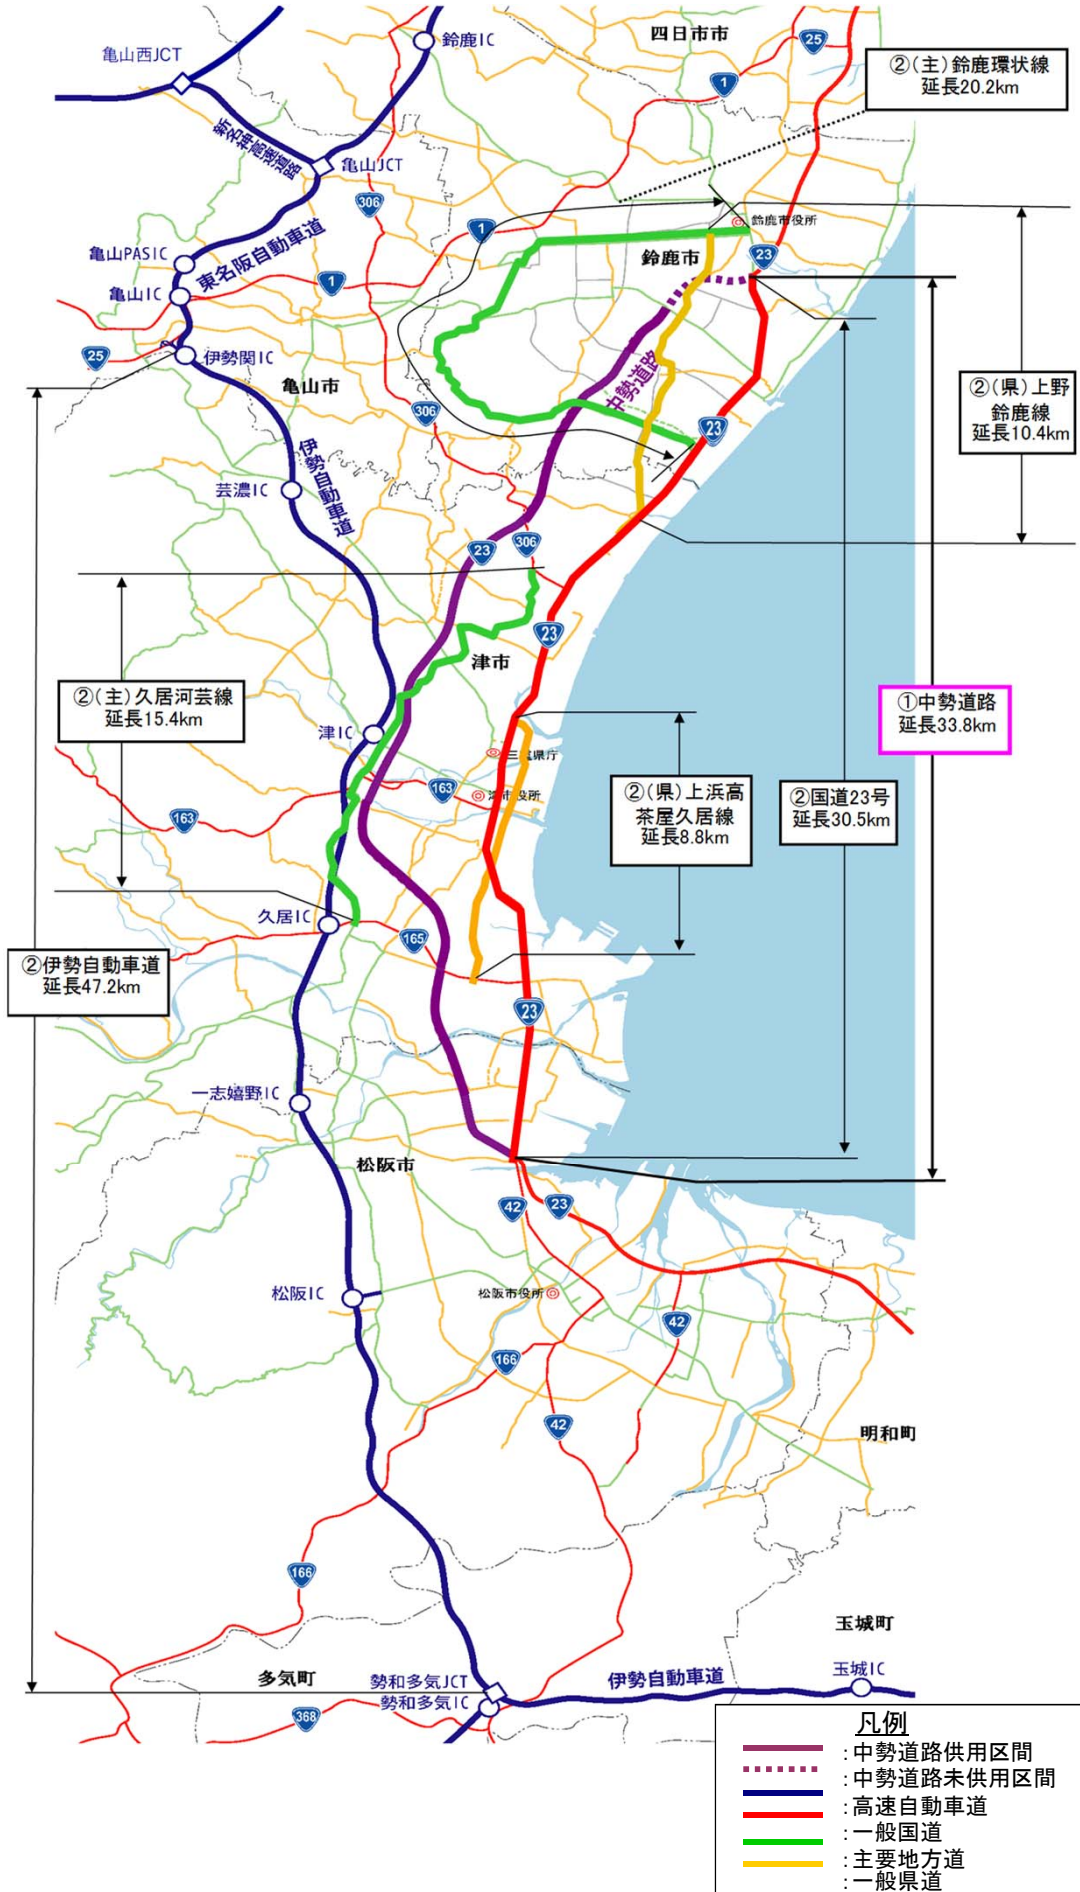 四日市市
25
鈴鹿IC
亀山西JCT
②(主)鈴鹿環状線
延長20.2km
1
新名神高速道路
亀山JCT
306
鈴鹿市役所
1
亀山PASIC
東名阪自動車道
鈴鹿市
23
1
亀山IC
25
伊勢関IC
亀山市
中勢道路
②(県)上野
鈴鹿線
延長10.4km
306
23
伊勢自動車道
芸濃IC
23
306
23
津市
②(主)久居河芸線
延長15.4km
①中勢道路
延長33.8km
津IC
三重県庁
163
津市役所
②(県)上浜高
茶屋久居線
延長8.8km
②国道23号
延長30.5km
163
久居IC
165
②伊勢自動車道
延長47.2km
23
一志嬉野IC
松阪市
42
23
松阪IC
松阪市役所
42
166
42
明和町
166
玉城町
多気町
勢和多気JCT
勢和多気IC
伊勢自動車道
玉城IC
368
凡例
:中勢道路供用区間
:中勢道路未供用区間
:高速自動車道
:一般国道
:主要地方道
:一般県道